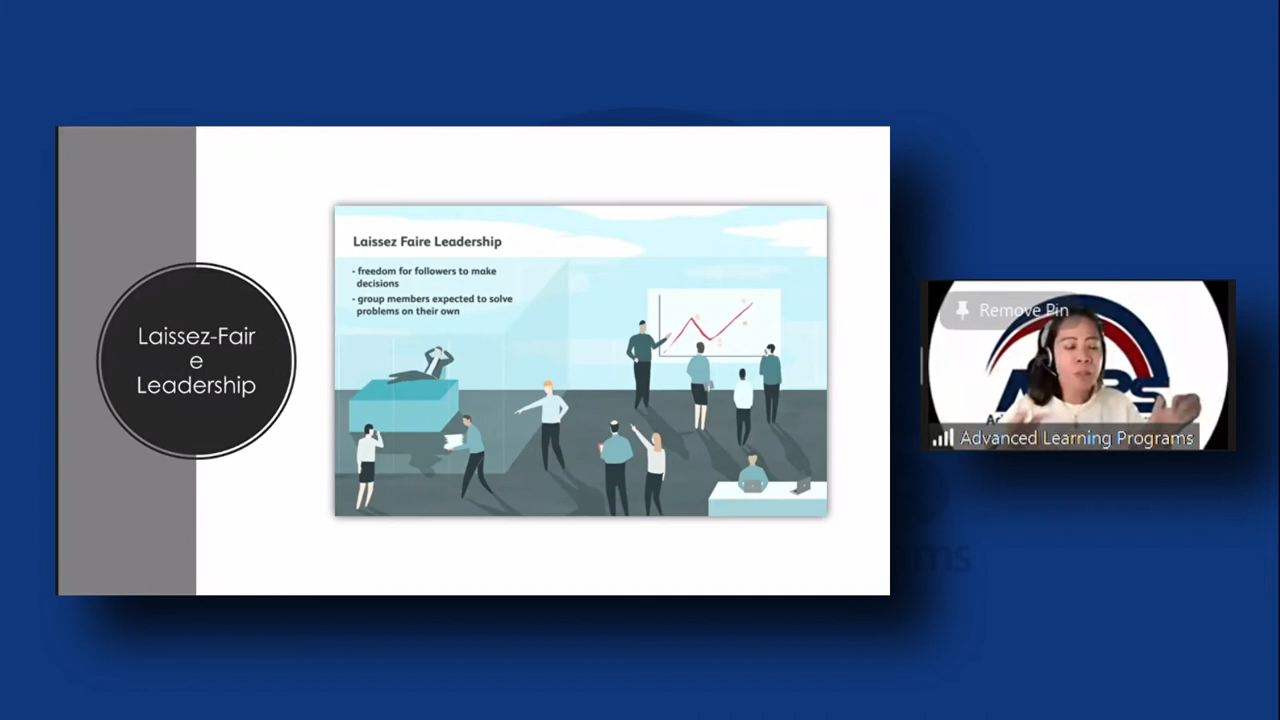 Laissez-Fair
e
Leadership
Laissez Faire Leadership
- freedom for followers to make
decisions
- group members expected to solve
problems on their own
Remove Pin
Advanced Learning Programs